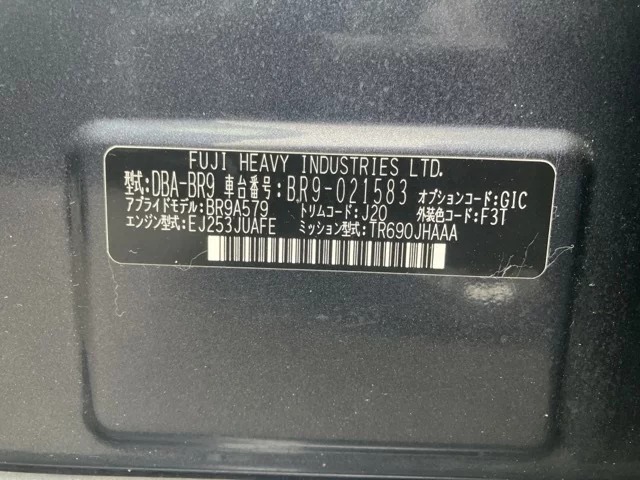 FUJI HEAVY INDUSTRIES LTD.
型式:DBA-BR9 車台番号:BR9-021583 オプションコード:GIC
アプライドモデル:BR9A579 トリムコード:J20 外装色コード:F3T
エンジン型式:EJ253JUAFE ミッション型式:TR690JHAAA